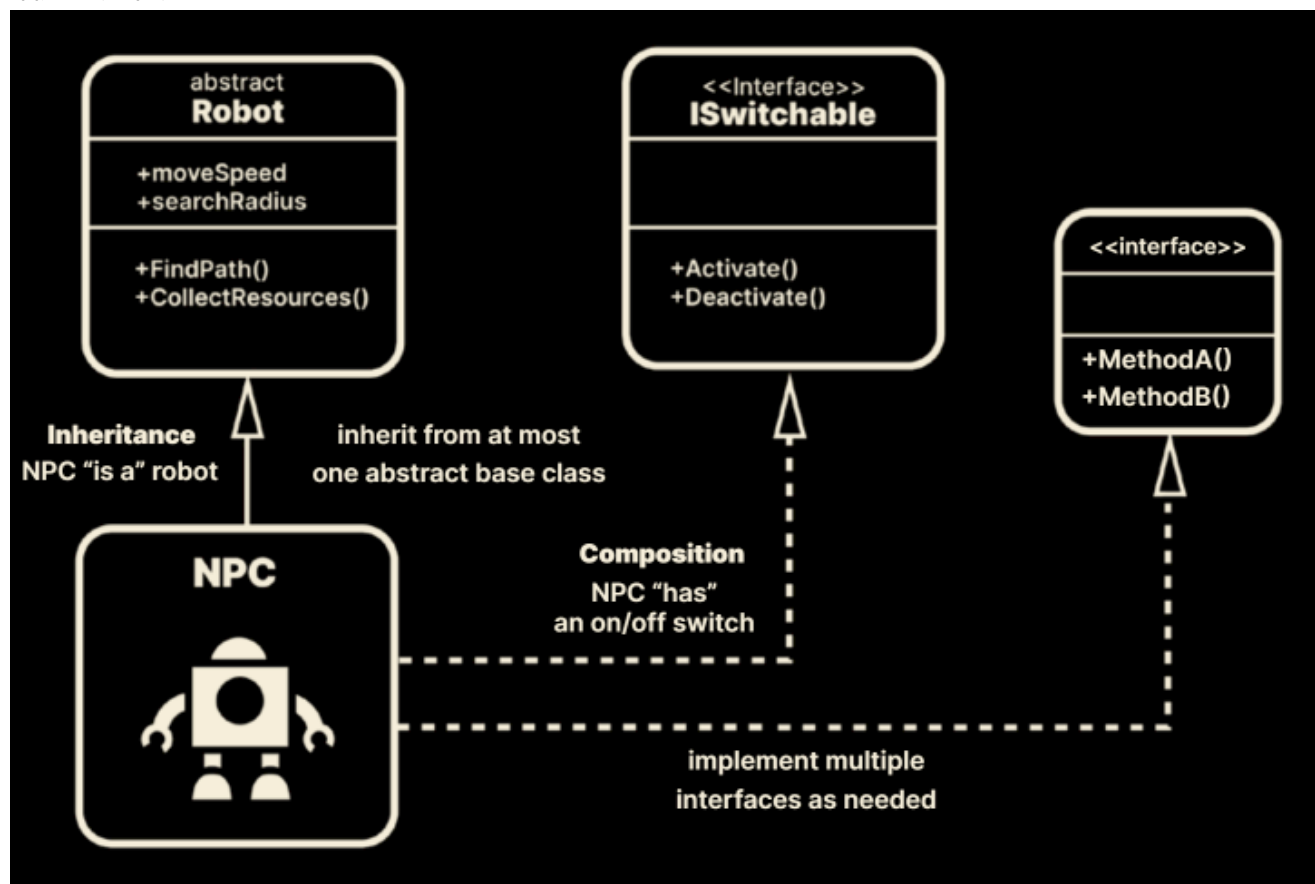 abstract
Robot
+moveSpeed
+searchRadius
+FindPath()
+CollectResources()
<<Interface>>
ISwitchable
+Activate()
+Deactivate()
<<interface>>
+MethodA()
+MethodB()
Inheritance
NPC “is a” robot
inherit from at most
one abstract base class
NPC
Composition
NPC “has”
an on/off switch
implement multiple
interfaces as needed